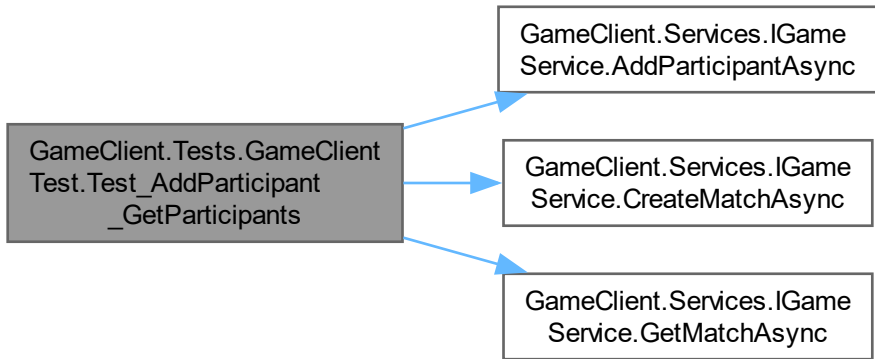 GameClient.Tests.GameClient
Test.Test_AddParticipant
_GetParticipants
GameClient.Services.IGame
Service.AddParticipantAsync
GameClient.Services.IGame
Service.CreateMatchAsync
GameClient.Services.IGame
Service.GetMatchAsync